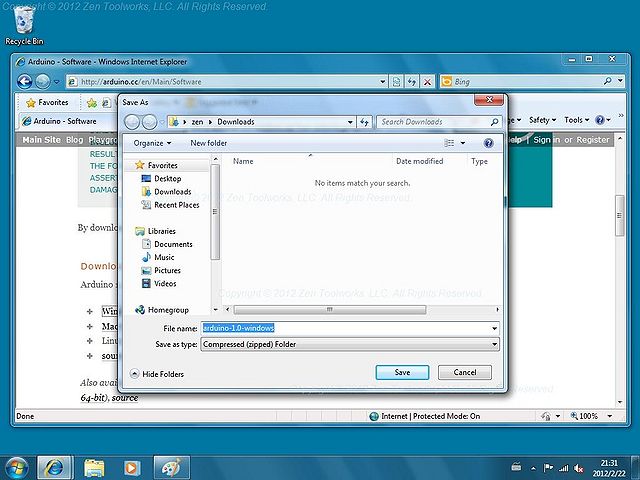 Copyright © 2012 Zen Toolworks, LLC. All Rights Reserved.
Recycle Bin
Arduino - Software - Windows Internet Explorer
http://arduino.cc/en/Main/Software
Bing
Favorites
Arduino - Software
Safety
Tools
Main Site Blog Playgro
Help | Sign in or Register
RESUL
THE FO
ASSERT
DAMAG
By downlo
Downlo
Arduino
Win
Mac
Linu
sour
Also avai
64-bit), source
Save As
zen
Downloads
Search Downloads
Organize
New folder
Favorites
Desktop
Downloads
Recent Places
Libraries
Documents
Music
Pictures
Videos
Homegroup
Name
Date modified
Type
No items match your search.
Zen Toolworks, LLC. All Rights Reserved.
Copyright © 2012 Zen Toolworks, LLC. All Rights Reserved.
File name: arduino-1.0-windows
Save as type: Compressed (zipped) Folder
Hide Folders
Save
Cancel
Done
Internet | Protected Mode: On
100%
21:31
2012/2/22